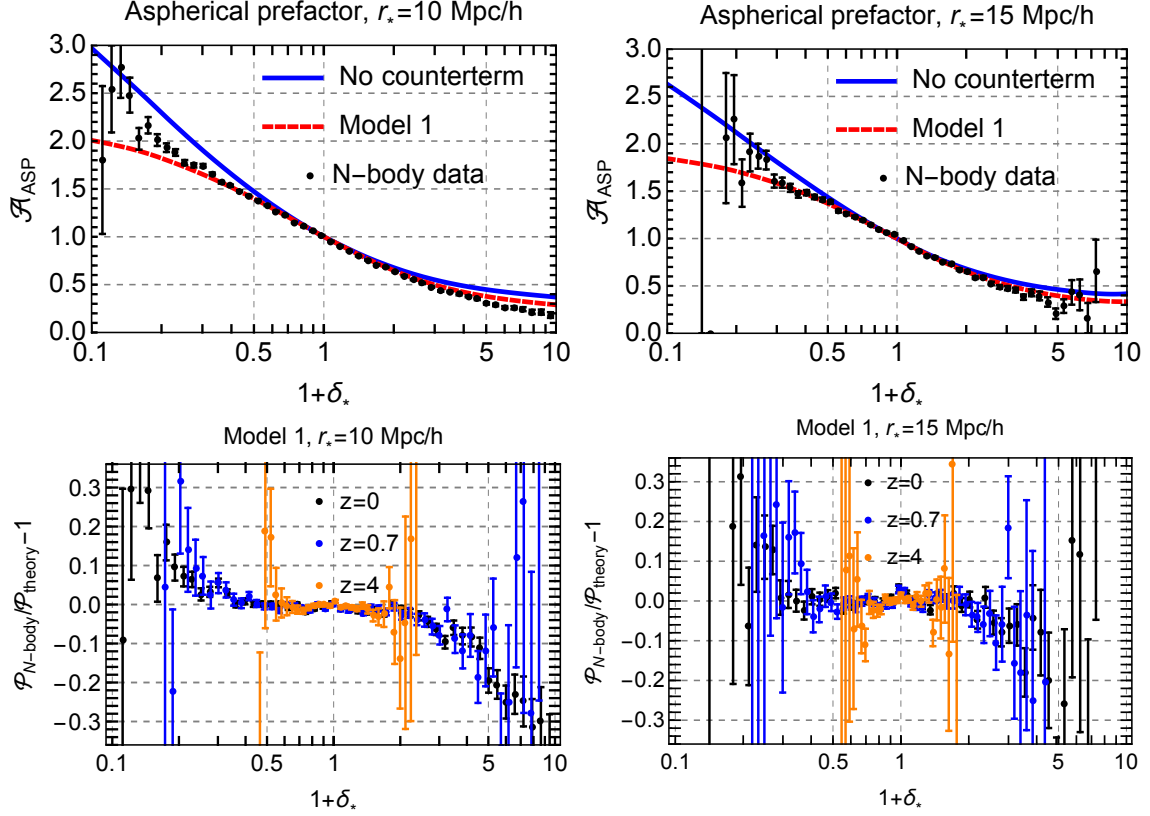 Aspherical prefactor, r*=10 Mpc/h
3.0
2.5
2.0
1.5
1.0
0.5
0.0
𝒜ASP
No counterterm
Model 1
N−body data
0.1 0.5 1 5 10
1+δ*
Aspherical prefactor, r*=15 Mpc/h
3.0
2.5
2.0
1.5
1.0
0.5
0.0
𝒜ASP
No counterterm
Model 1
N−body data
0.1 0.5 1 5 10
1+δ*
Model 1, r*=10 Mpc/h
0.3
0.2
0.1
0.0
−0.1
−0.2
−0.3
𝒫N−body/𝒫theory−1
z=0
z=0.7
z=4
0.1 0.5 1 5 10
1+δ*
Model 1, r*=15 Mpc/h
0.3
0.2
0.1
0.0
−0.1
−0.2
−0.3
𝒫N−body/𝒫theory−1
z=0
z=0.7
z=4
0.1 0.5 1 5 10
1+δ*